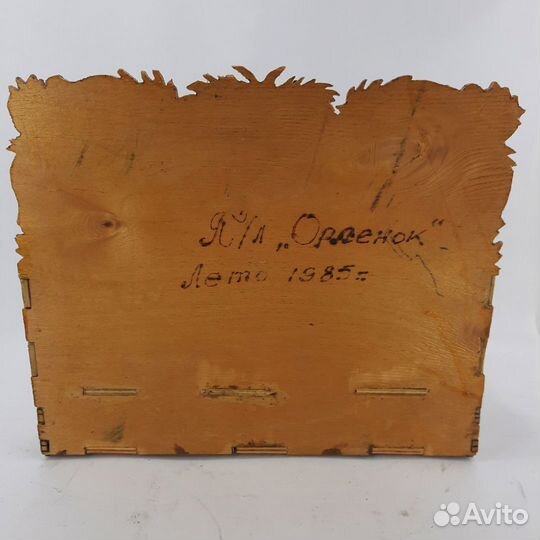 П/л „Орленок"
Лето 1985г.
Avito